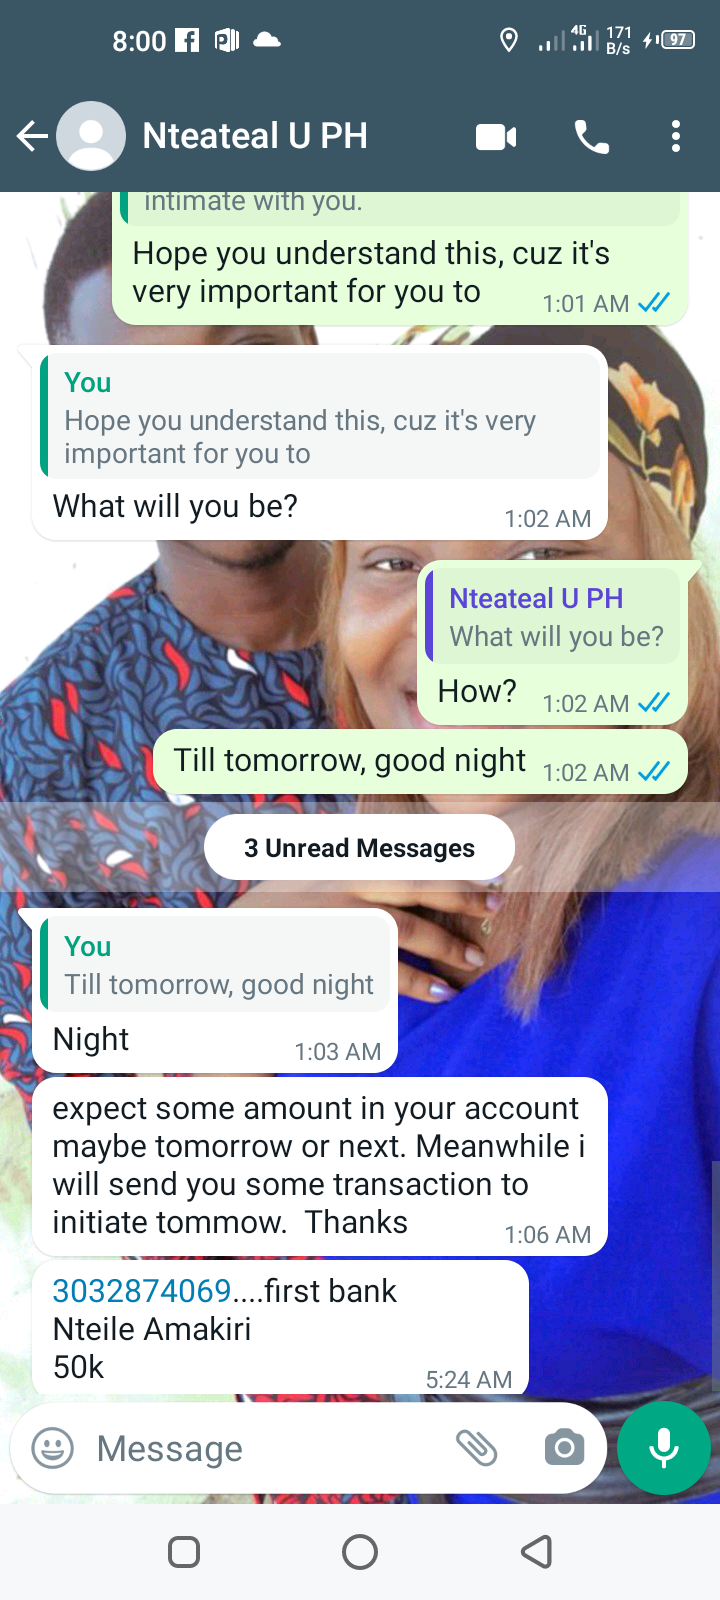 8:00
4G
171
B/s
97
Nteateal U PH
intimate with you.
Hope you understand this, cuz it's
very important for you to
1:01 AM
You
Hope you understand this, cuz it's very
important for you to
What will you be?
1:02 AM
Nteateal U PH
What will you be?
How?
1:02 AM
Till tomorrow, good night
1:02 AM
3 Unread Messages
You
Till tomorrow, good night
Night
1:03 AM
expect some amount in your account
maybe tomorrow or next. Meanwhile i
will send you some transaction to
initiate tommow.  Thanks
1:06 AM
3032874069....first bank
Nteile Amakiri
50k
5:24 AM
Message